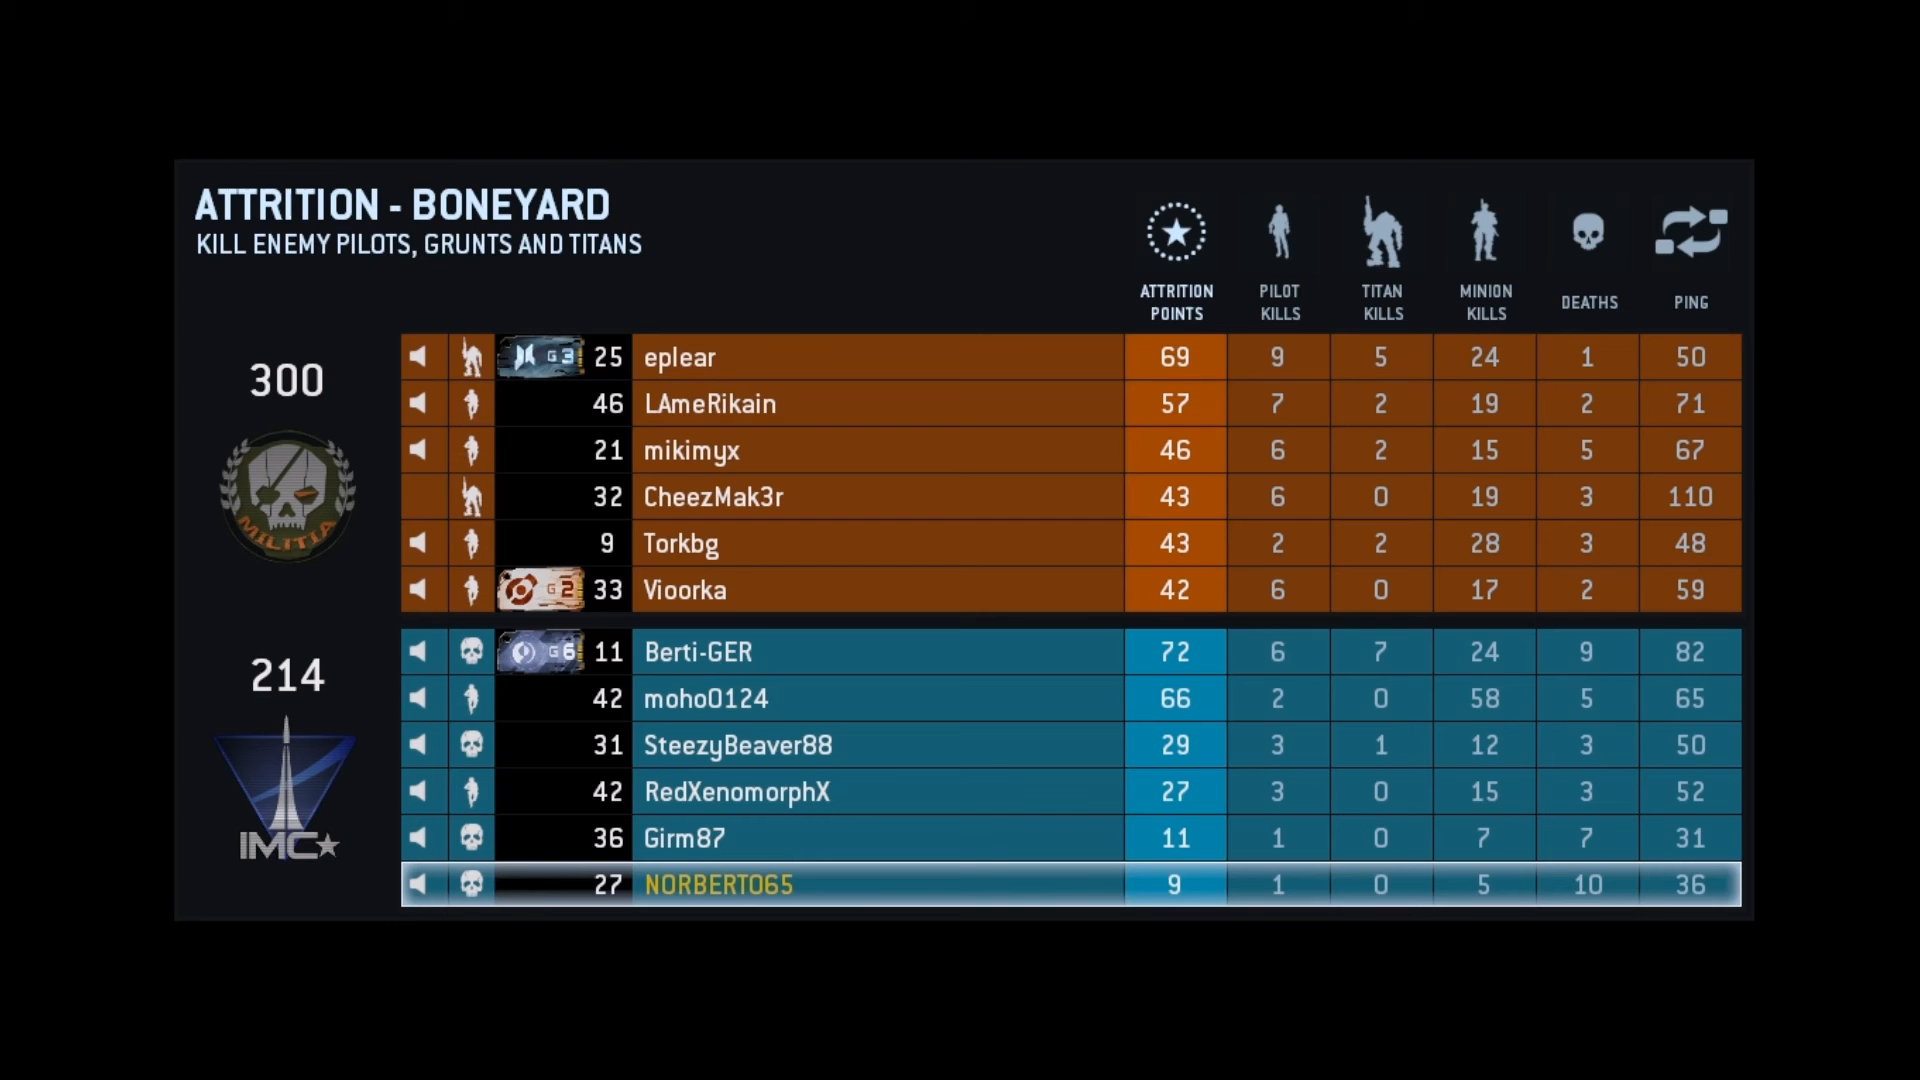 ATTRITION - BONEYARD
KILL ENEMY PILOTS, GRUNTS AND TITANS
ATTRITION POINTS PILOT KILLS TITAN KILLS MINION KILLS DEATHS PING
300
MILITIA
G3 25 eplear 69 9 5 24 1 50
46 LAmeRikain 57 7 2 19 2 71
21 mikimyx 46 6 2 15 5 67
32 CheezMak3r 43 6 0 19 3 110
9 Torkbg 43 2 2 28 3 48
G2 33 Vioorka 42 6 0 17 2 59
214
IMC
G6 11 Berti-GER 72 6 7 24 9 82
42 moho0124 66 2 0 58 5 65
31 SteezyBeaver88 29 3 1 12 3 50
42 RedXenomorphX 27 3 0 15 3 52
36 Girm87 11 1 0 7 7 31
27 NORBERTO65 9 1 0 5 10 36